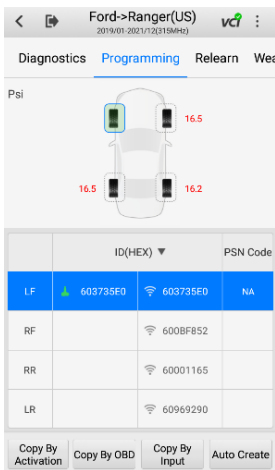 Ford->Ranger(US)
2019/01-2021/12(315MHz)
VCI
Diagnostics Programming Relearn Wea
Psi
16.5
16.5
16.2
ID(HEX) ▼ PSN Code
LF 603735E0 603735E0 NA
RF 600BF852
RR 60001165
LR 60969290
Copy By Activation Copy By OBD Copy By Input Auto Create